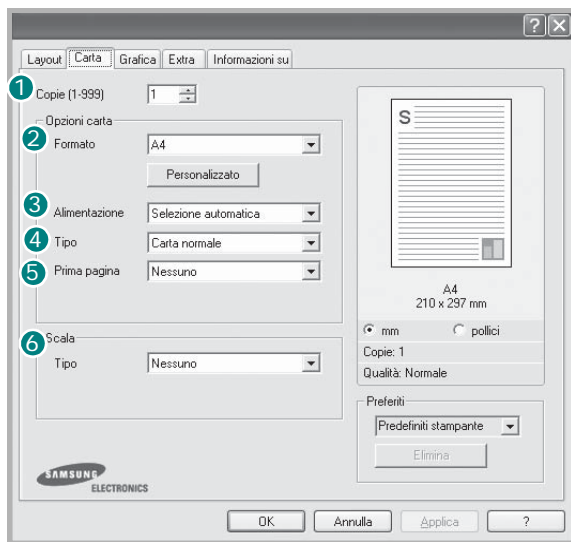 ? X
Layout Carta Grafica Extra Informazioni su
1 Copie (1-999) 1
Opzioni carta
2 Formato A4
Personalizzato
3 Alimentazione Selezione automatica
4 Tipo Carta normale
5 Prima pagina Nessuno
6 Scala
Tipo Nessuno
S
A4
210 x 297 mm
mm pollici
Copie: 1
Qualità: Normale
Preferiti
Predefiniti stampante
Elimina
SAMSUNG
ELECTRONICS
OK Annulla Applica ?